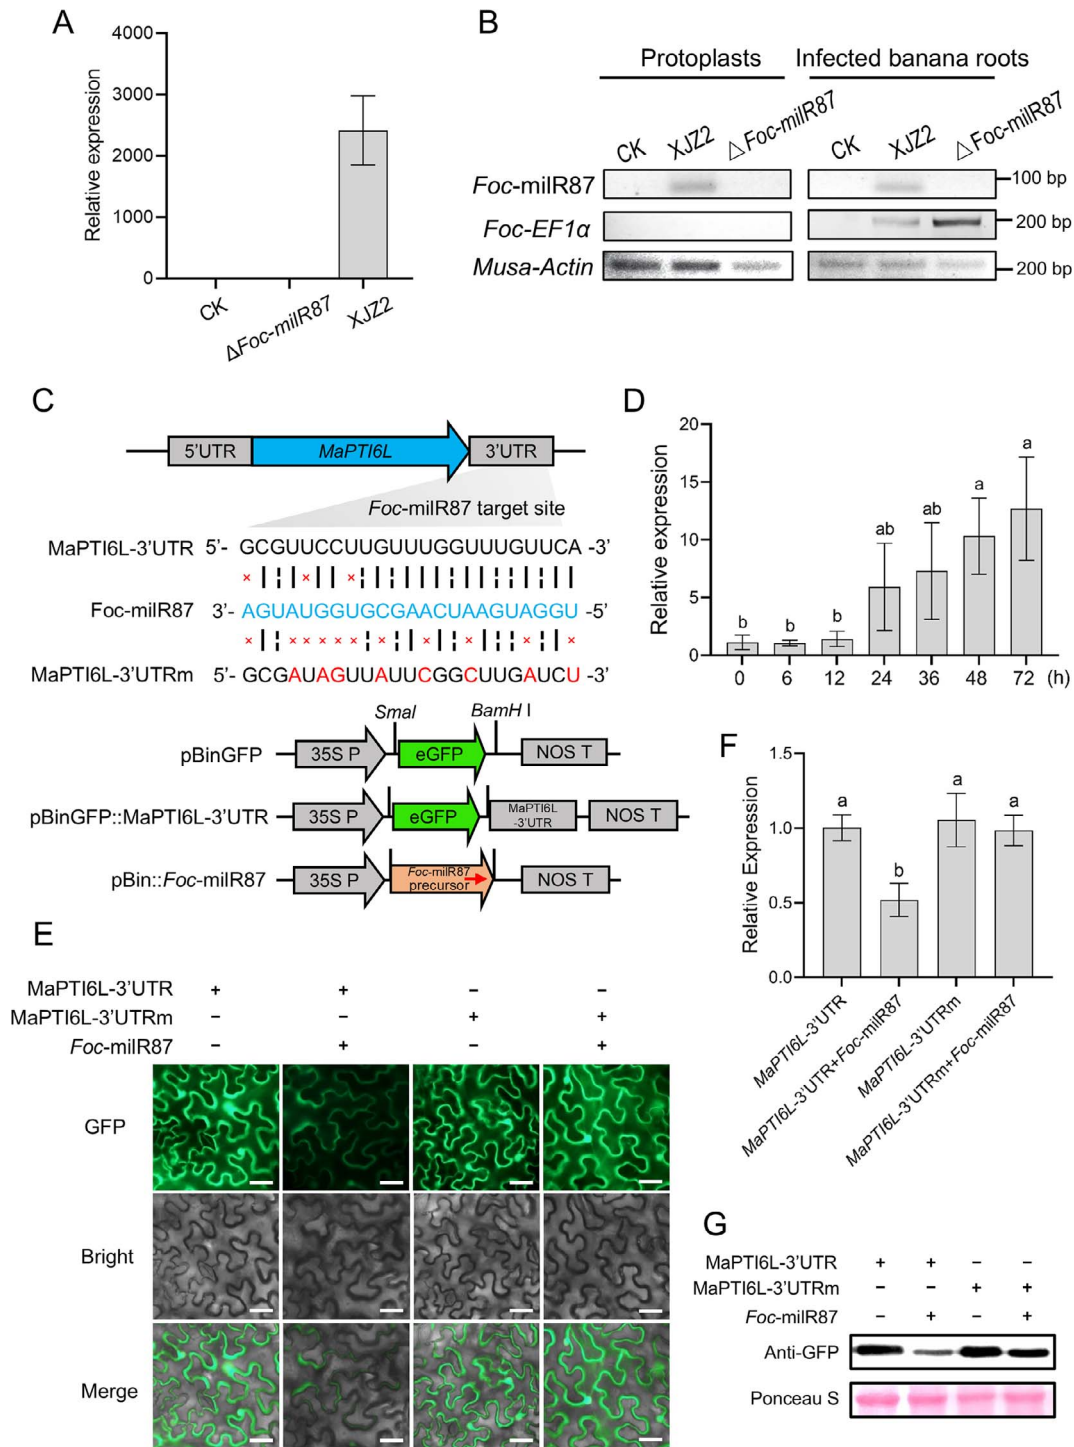 A
Relative expression
4000
3000
2000
1000
0
CK
ΔFoc-milR87
XJZ2
B
Protoplasts
Infected banana roots
CK XJZ2 △Foc-milR87
CK XJZ2 △Foc-milR87
Foc-milR87
100 bp
Foc-EF1α
200 bp
Musa-Actin
200 bp
C
5'UTR MaPTI6L 3'UTR
Foc-milR87 target site
MaPTI6L-3'UTR 5'- GCGUUCCUUGUUUGGUUUGUUCA -3'
Foc-milR87 3'- AGUAUGGUGCGAACUAAGUAGGU -5'
MaPTI6L-3'UTRm 5'- GCGAUAGUUAUUCGGCUUGAUCU -3'
SmaI BamH I
pBinGFP 35S P eGFP NOS T
pBinGFP::MaPTI6L-3'UTR 35S P eGFP MaPTI6L
-3'UTR NOS T
pBin::Foc-milR87 35S P Foc-milR87
precursor NOS T
D
Relative expression
20
15
10
5
0
b b b ab ab a a
0 6 12 24 36 48 72 (h)
E
MaPTI6L-3'UTR + + − −
MaPTI6L-3'UTRm − − + +
Foc-milR87 − + − +
GFP
Bright
Merge
F
Relative Expression
1.5
1.0
0.5
0.0
a b a a
MaPTI6L-3'UTR
MaPTI6L-3'UTR+Foc-milR87
MaPTI6L-3'UTRm
MaPTI6L-3'UTRm+Foc-milR87
G
MaPTI6L-3'UTR + + − −
MaPTI6L-3'UTRm − − + +
Foc-milR87 − + − +
Anti-GFP
Ponceau S